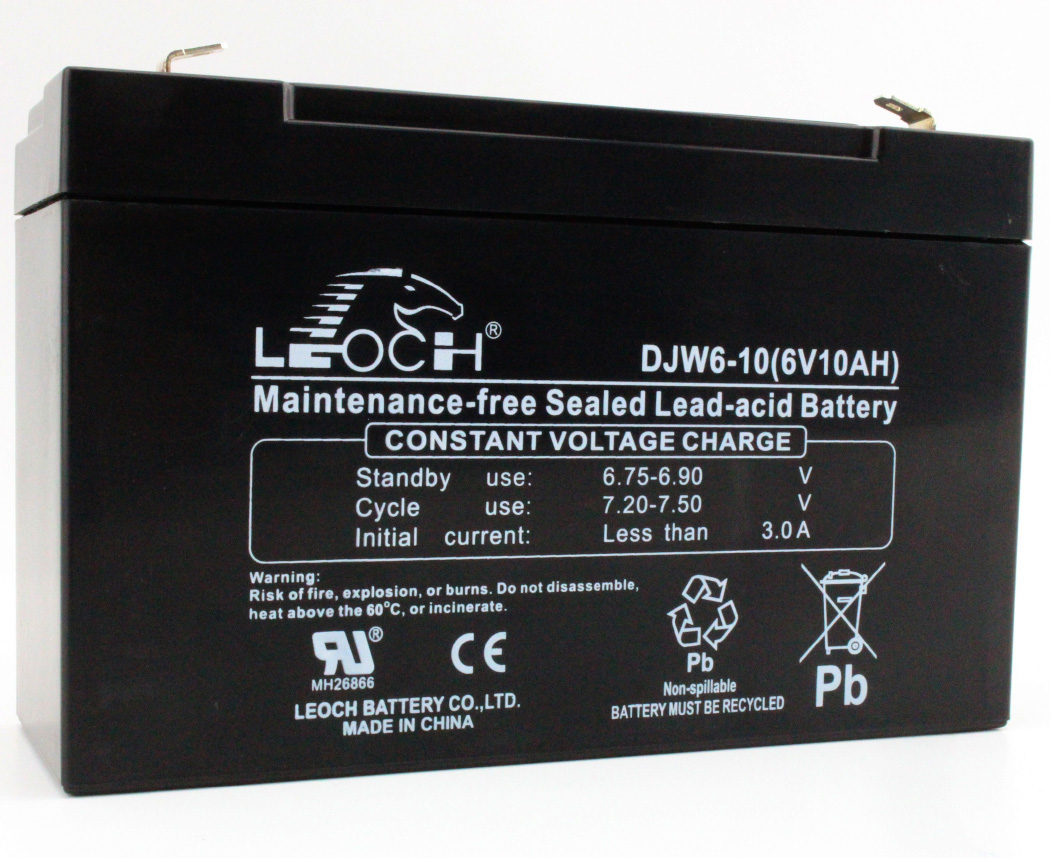 LEOCH®
DJW6-10(6V10AH)
Maintenance-free Sealed Lead-acid Battery
CONSTANT VOLTAGE CHARGE
Standby use: 6.75-6.90 V
Cycle use: 7.20-7.50 V
Initial current: Less than 3.0A
Warning:
Risk of fire, explosion, or burns. Do not disassemble,
heat above the 60°C, or incinerate.
RU® CE
MH26866
LEOCH BATTERY CO.,LTD.
MADE IN CHINA
Pb
Non-spillable
BATTERY MUST BE RECYCLED
Pb